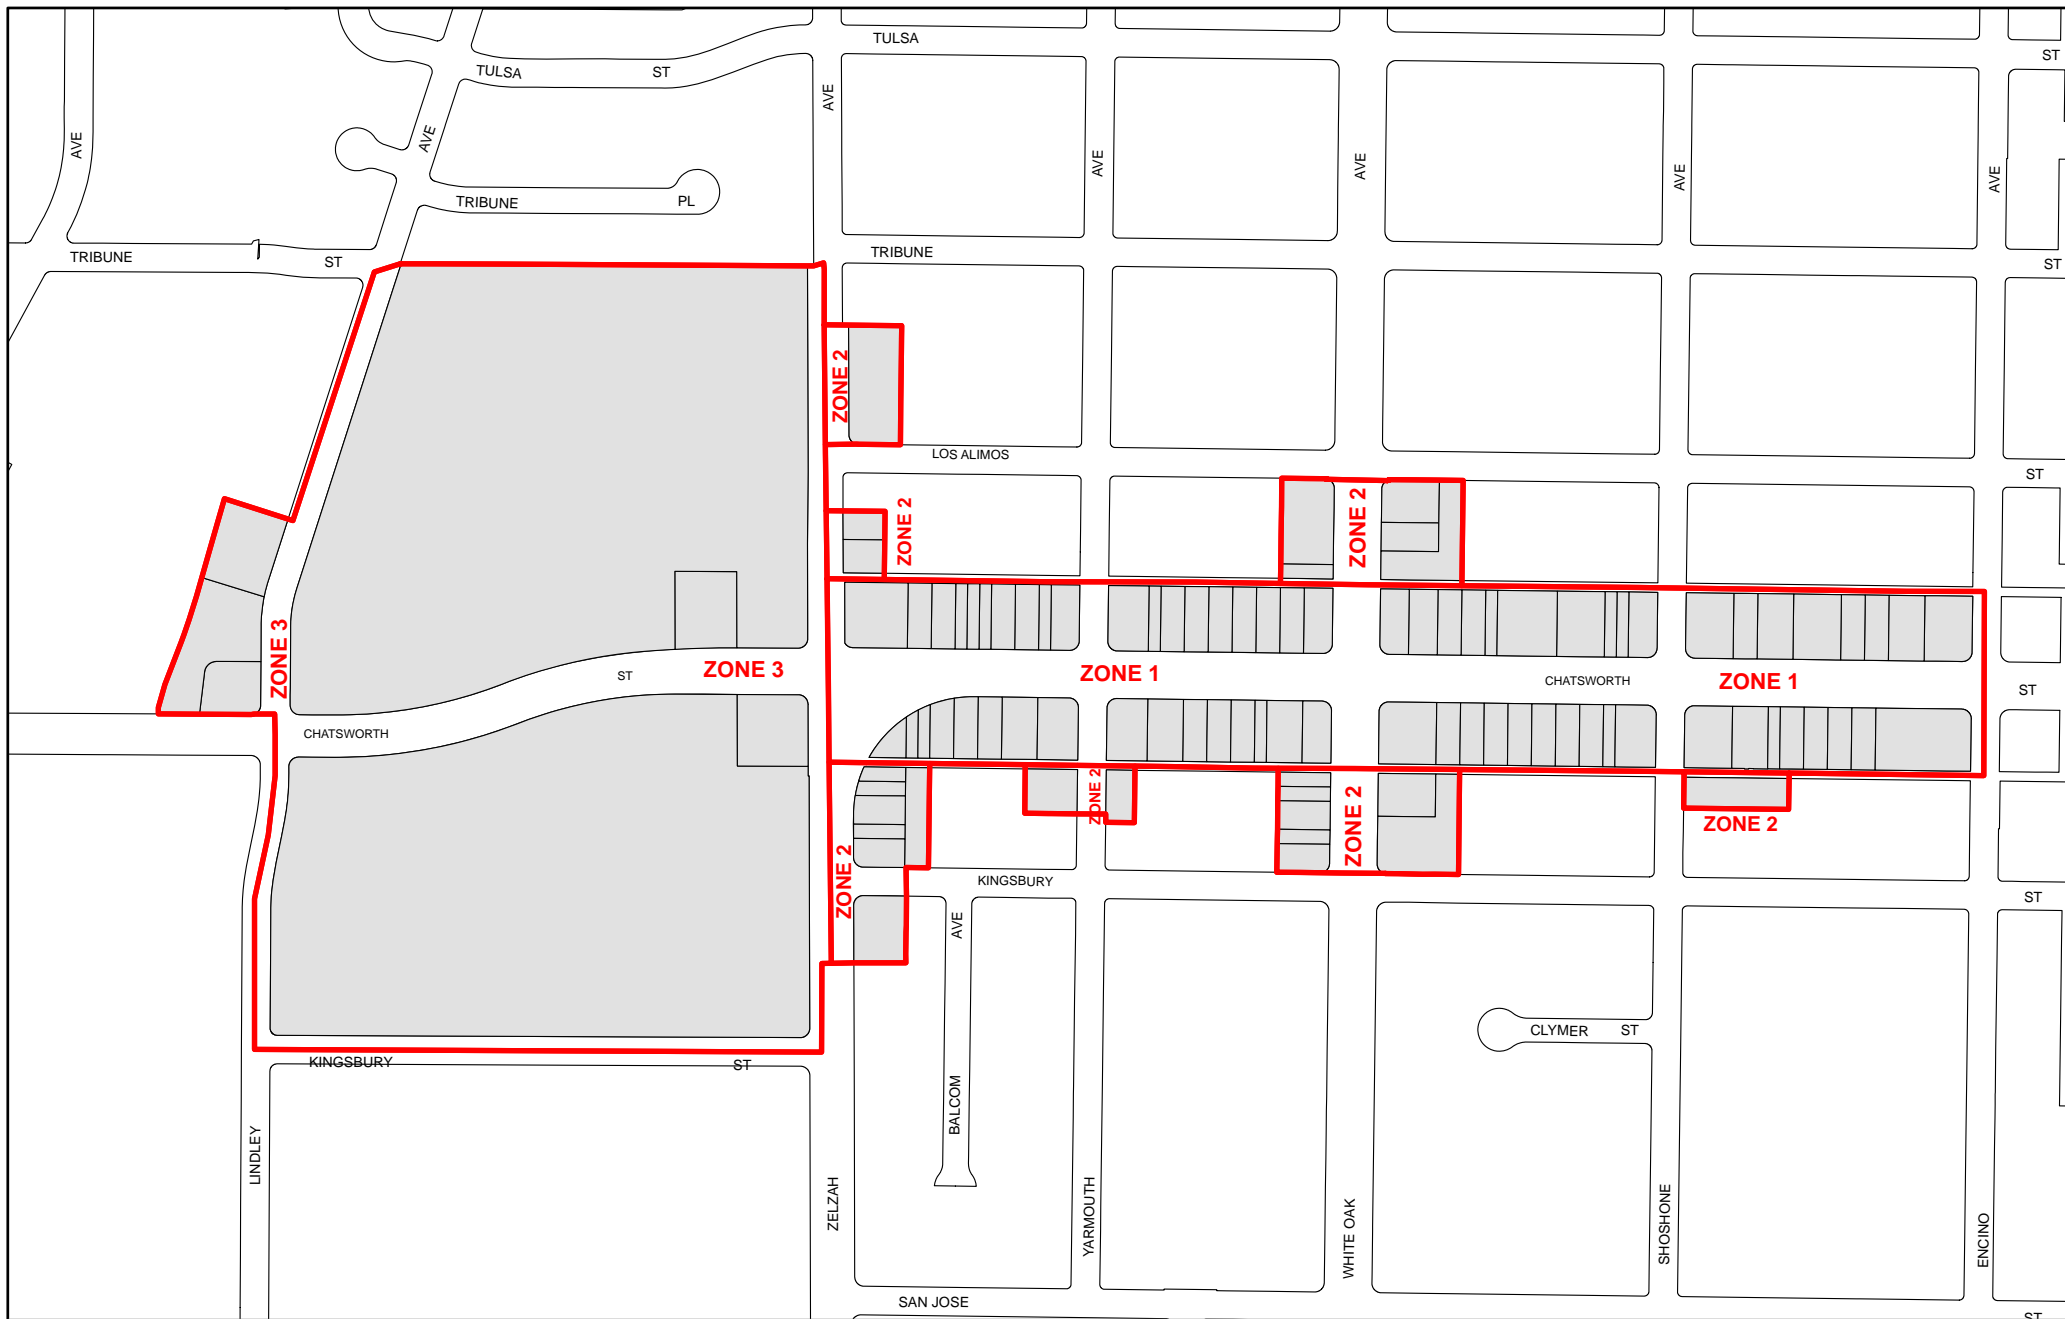 TULSA
ST
TULSA
ST
AVE
AVE
AVE
AVE
AVE
AVE
AVE
TRIBUNE
PL
TRIBUNE
ST
TRIBUNE
ST
ZONE 2
LOS ALIMOS
ST
ZONE 2
ZONE 2
ZONE 3
ST
ZONE 3
ZONE 1
CHATSWORTH
ZONE 1
ST
CHATSWORTH
ZONE 2
ZONE 2
ZONE 2
ZONE 2
KINGSBURY
ST
AVE
CLYMER
ST
KINGSBURY
ST
BALCOM
LINDLEY
ZELZAH
YARMOUTH
WHITE OAK
SHOSHONE
ENCINO
SAN JOSE
ST